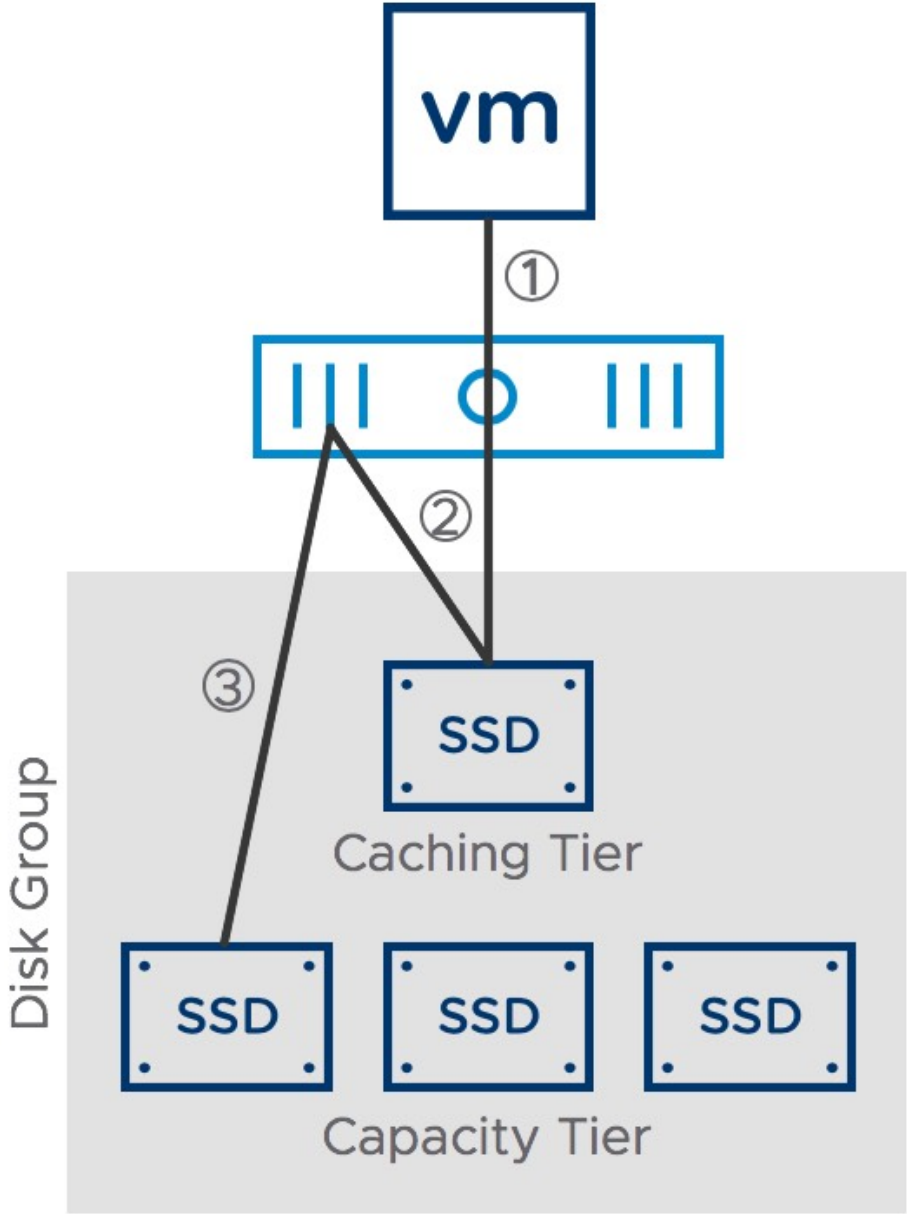 vm
①
②
③
SSD
Caching Tier
Disk Group
SSD SSD SSD
Capacity Tier